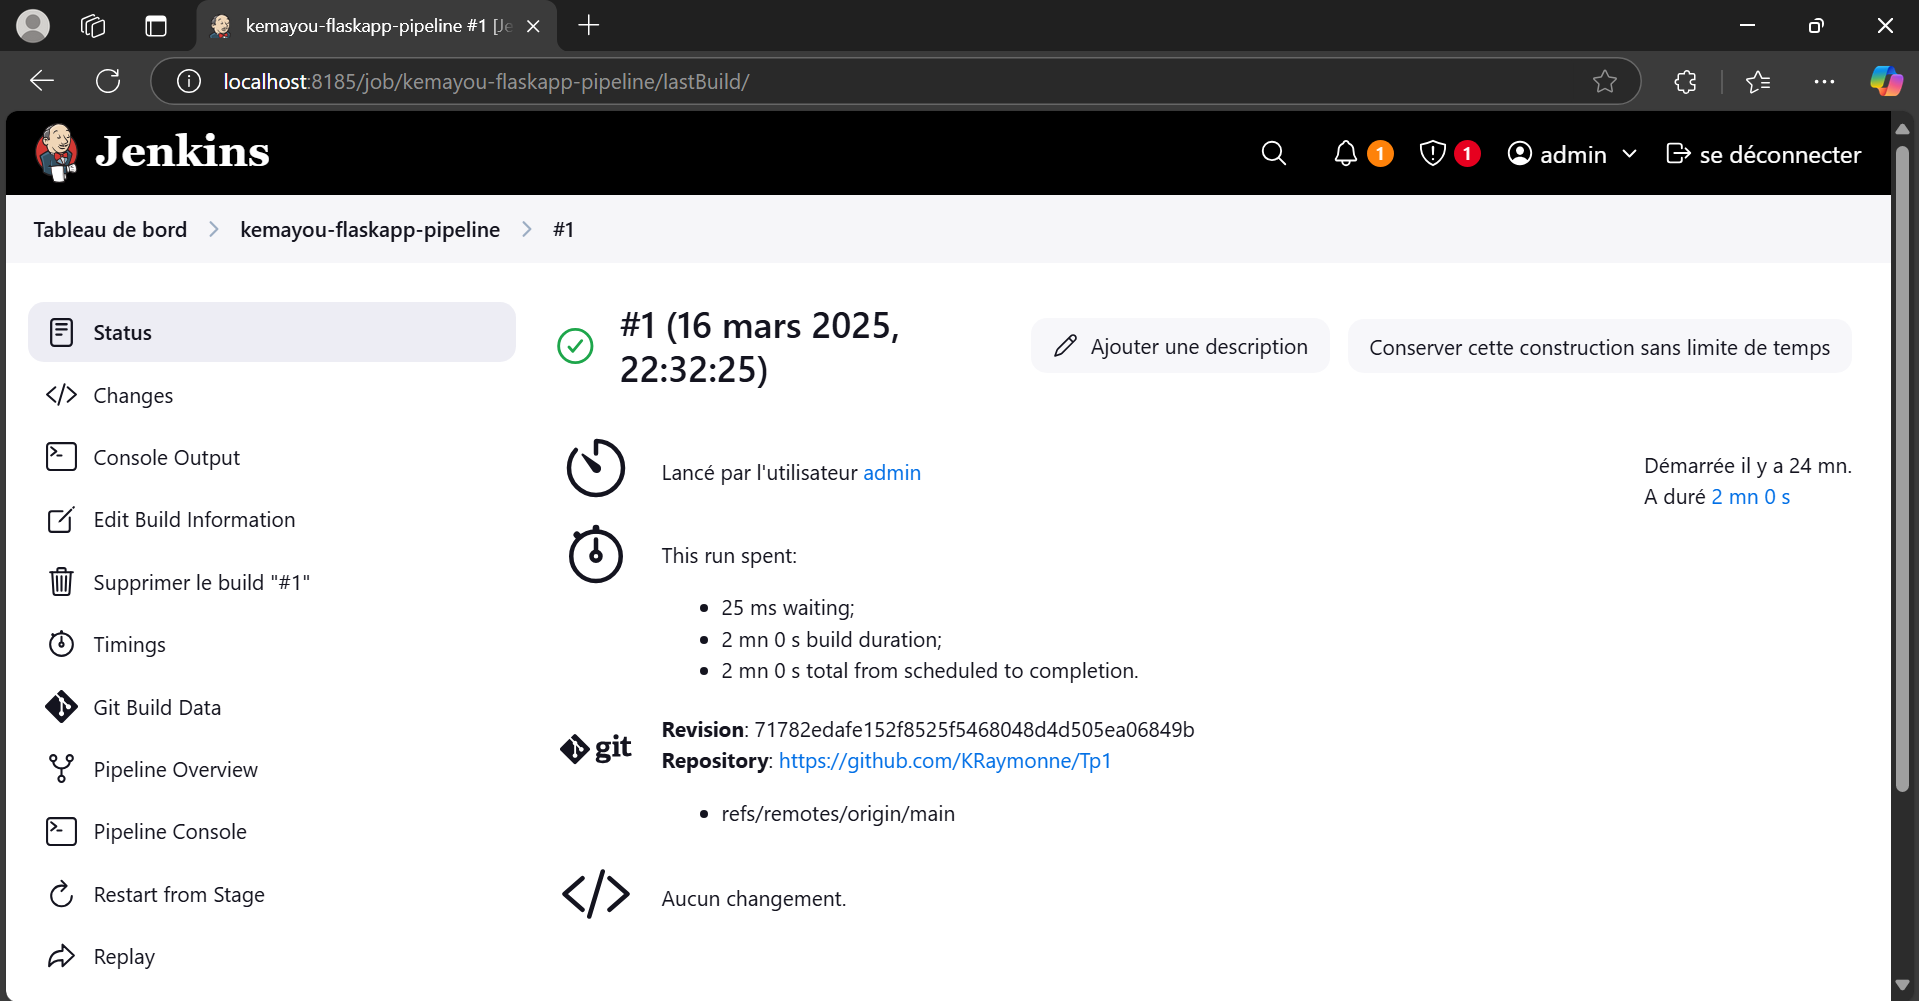 kemayou-flaskapp-pipeline #1 [Je
localhost:8185/job/kemayou-flaskapp-pipeline/lastBuild/
Jenkins
1
1
admin
se déconnecter
Tableau de bord
kemayou-flaskapp-pipeline
#1
Status
Changes
Console Output
Edit Build Information
Supprimer le build "#1"
Timings
Git Build Data
Pipeline Overview
Pipeline Console
Restart from Stage
Replay
#1 (16 mars 2025,
22:32:25)
Ajouter une description
Conserver cette construction sans limite de temps
Lancé par l'utilisateur admin
Démarrée il y a 24 mn.
A duré 2 mn 0 s
This run spent:
25 ms waiting;
2 mn 0 s build duration;
2 mn 0 s total from scheduled to completion.
git
Revision: 71782edafe152f8525f5468048d4d505ea06849b
Repository: https://github.com/KRaymonne/Tp1
refs/remotes/origin/main
Aucun changement.